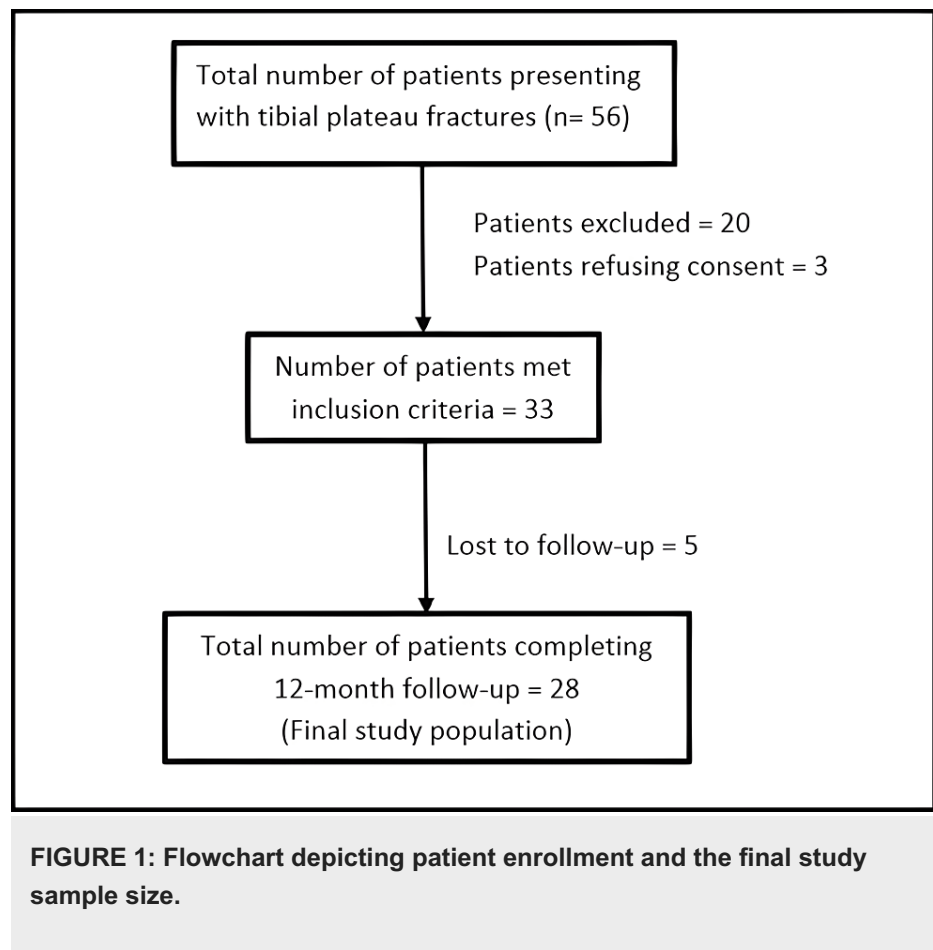 Total number of patients presenting
with tibial plateau fractures (n= 56)
Patients excluded = 20
Patients refusing consent = 3
Number of patients met
inclusion criteria = 33
Lost to follow-up = 5
Total number of patients completing
12-month follow-up = 28
(Final study population)
FIGURE 1: Flowchart depicting patient enrollment and the final study
sample size.